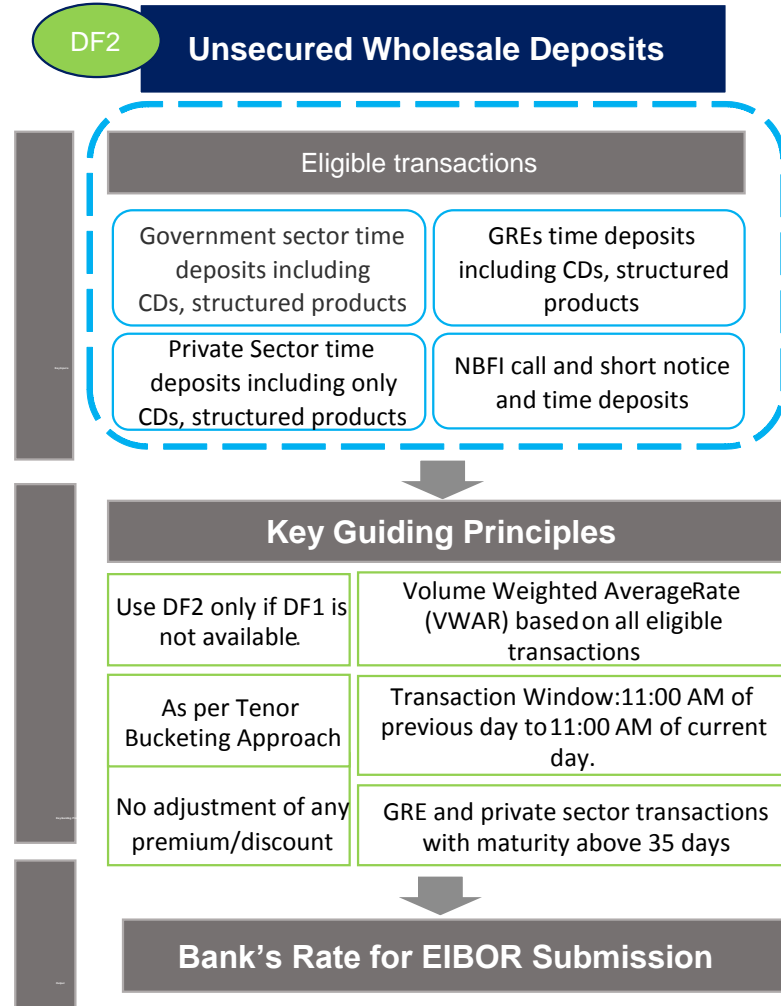 DF2
Unsecured Wholesale Deposits
Eligible transactions
Government sector time
deposits including
CDs, structured products
GREs time deposits
including CDs, structured
products
Private Sector time
deposits including only
CDs, structured products
NBFI call and short notice
and time deposits
Key Guiding Principles
Use DF2 only if DF1 is
not available.
Volume Weighted AverageRate
(VWAR) based on all eligible
transactions
As per Tenor
Bucketing Approach
Transaction Window:11:00 AM of
previous day to 11:00 AM of current
day.
No adjustment of any
premium/discount
GRE and private sector transactions
with maturity above 35 days
Bank's Rate for EIBOR Submission